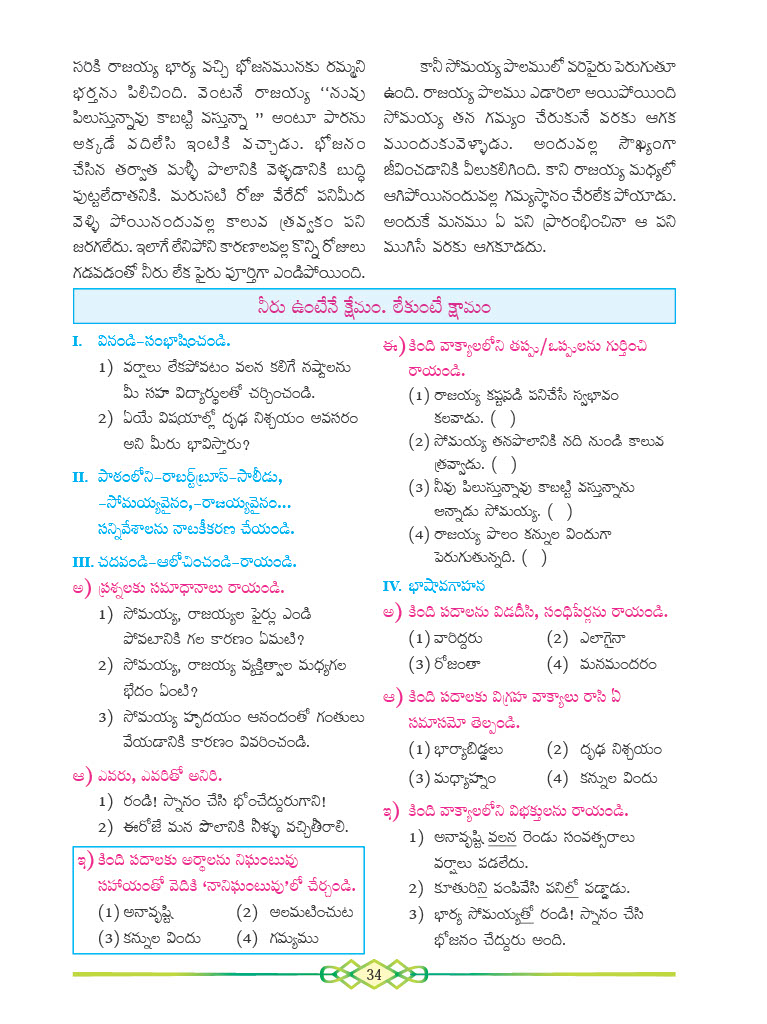 సరికి రాజయ్య భార్య వచ్చి భోజనమునకు రమ్మని
భర్తను పిలిచింది. వెంటనే రాజయ్య ‘‘నువు
పిలుస్తున్నావు కాబట్టి వస్తున్నా ’’ అంటూ పారను
అక్కడే వదిలేసి ఇంటికి వచ్చాడు. భోజనం
చేసిన తర్వాత మళ్ళీ పొలానికి వెళ్ళడానికి బుద్ధి
పుట్టలేదాతనికి. మరుసటి రోజు వేరేదో పనిమీద
వెళ్ళి పోయినందువల్ల కాలువ త్రవ్వకం పని
జరగలేదు. ఇలాగే లేనిపోని కారణాలవల్ల కొన్ని రోజులు
గడవడంతో నీరు లేక పైరు పూర్తిగా ఎండిపోయింది.
కానీ సోమయ్య పొలములో వరిపైరు పెరుగుతూ
ఉంది. రాజయ్య పొలము ఎడారిలా అయిపోయింది
సోమయ్య తన గమ్యం చేరుకునే వరకు ఆగక
ముందుకువెళ్ళాడు. అందువల్ల సౌఖ్యంగా
జీవించడానికి వీలుకలిగింది. కాని రాజయ్య మధ్యలో
ఆగిపోయినందువల్ల గమ్యస్థానం చేరలేక పోయాడు.
అందుకే మనము ఏ పని ప్రారంభించినా ఆ పని
ముగిసే వరకు ఆగకూడదు.
నీరు ఉంటేనే క్షేమం. లేకుంటే క్షామం
I. వినండి-సంభాషించండి.
1) వర్షాలు లేకపోవటం వలన కలిగే నష్టాలను
మీ సహ విద్యార్థులతో చర్చించండి.
2) ఏయే విషయాల్లో దృఢ నిశ్చయం అవసరం
అని మీరు భావిస్తారు?
II. పాఠంలోని-రాబర్ట్‌బ్రూస్-సాలీడు,
-సోమయ్యవైనం,-రాజయ్యవైనం...
సన్నివేశాలను నాటకీకరణ చేయండి.
III. చదవండి-ఆలోచించండి-రాయండి.
అ) ప్రశ్నలకు సమాధానాలు రాయండి.
1) సోమయ్య, రాజయ్యల పైర్లు ఎండి
పోవటానికి గల కారణం ఏమటి?
2) సోమయ్య, రాజయ్య వ్యక్తిత్వాల మధ్యగల
భేదం ఏంటి?
3) సోమయ్య హృదయం ఆనందంతో గంతులు
వేయడానికి కారణం వివరించండి.
ఆ) ఎవరు, ఎవరితో అనిరి.
1) రండి! స్నానం చేసి భోంచేద్దురుగాని!
2) ఈరోజే మన పొలానికి నీళ్ళు వచ్చితీరాలి.
ఇ) కింది పదాలకు అర్థాలను నిఘంటువు
సహాయంతో వెదికి ‘నానిఘంటువు’లో చేర్చండి.
(1) అనావృష్టి (2) అలమటించుట
(3) కన్నుల విందు (4) గమ్యము
ఈ) కింది వాక్యాలలోని తప్పు/ఒప్పులను గుర్తించి
రాయండి.
(1) రాజయ్య కష్టపడి పనిచేసే స్వభావం
కలవాడు. ( )
(2) సోమయ్య తనపొలానికి నది నుండి కాలువ
త్రవ్వాడు. ( )
(3) నీవు పిలుస్తున్నావు కాబట్టి వస్తున్నాను
అన్నాడు సోమయ్య. ( )
(4) రాజయ్య పొలం కన్నుల విందుగా
పెరుగుతున్నది. ( )
IV. భాషావగాహన
అ) కింది పదాలను విడదీసి, సంధిపేర్లను రాయండి.
(1) వారిద్దరు (2) ఎలాగైనా
(3) రోజంతా (4) మనమందరం
ఆ) కింది పదాలకు విగ్రహ వాక్యాలు రాసి ఏ
సమాసమో తెల్పండి.
(1) భార్యాబిడ్డలు (2) దృఢ నిశ్చయం
(3) మధ్యాహ్నం (4) కన్నుల విందు
ఇ) కింది వాక్యాలలోని విభక్తులను రాయండి.
1) అనావృష్టి వలన రెండు సంవత్సరాలు
వర్షాలు పడలేదు.
2) కూతురిని పంపివేసి పనిలో పడ్డాడు.
3) భార్య సోమయ్యతో రండి! స్నానం చేసి
భోజనం చేద్దురు అంది.
34